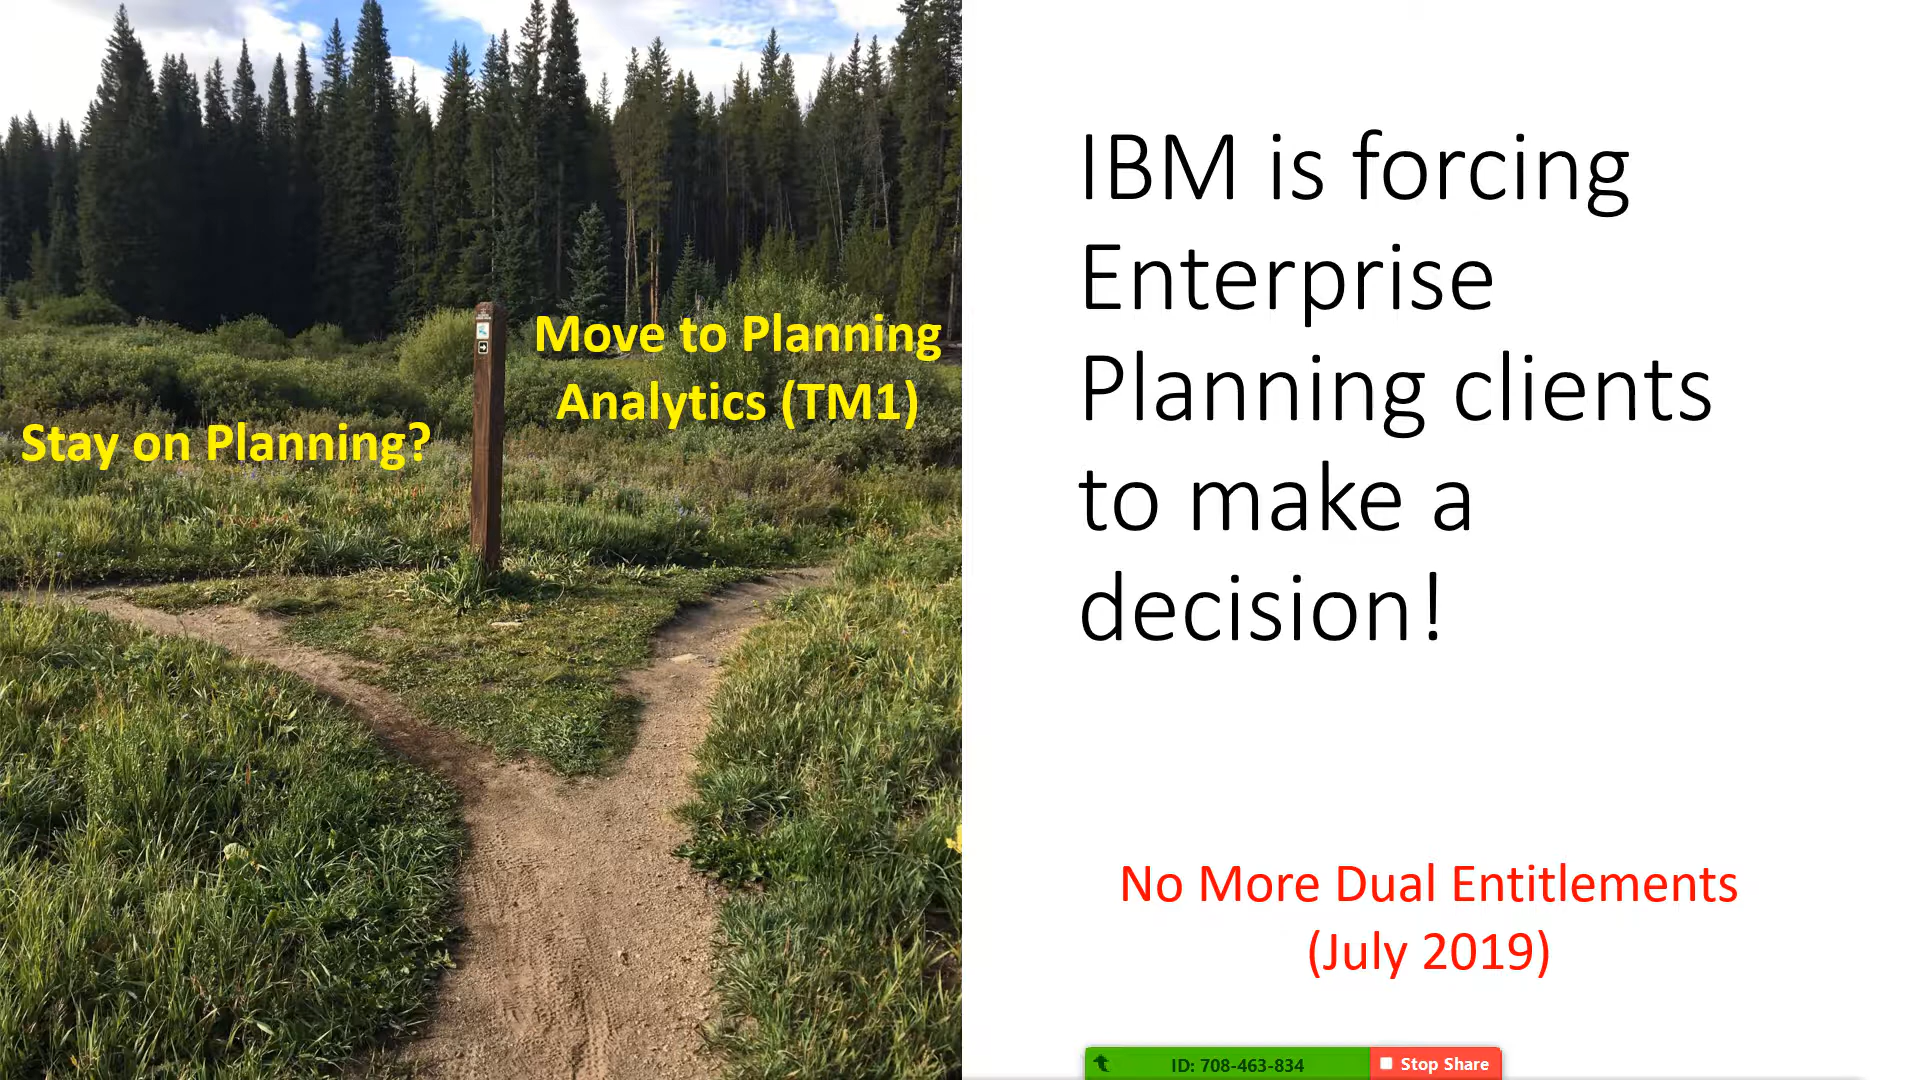 Move to Planning
Analytics (TM1)
Stay on Planning?
IBM is forcing
Enterprise
Planning clients
to make a
decision!
No More Dual Entitlements
(July 2019)
ID: 708-463-834
Stop Share